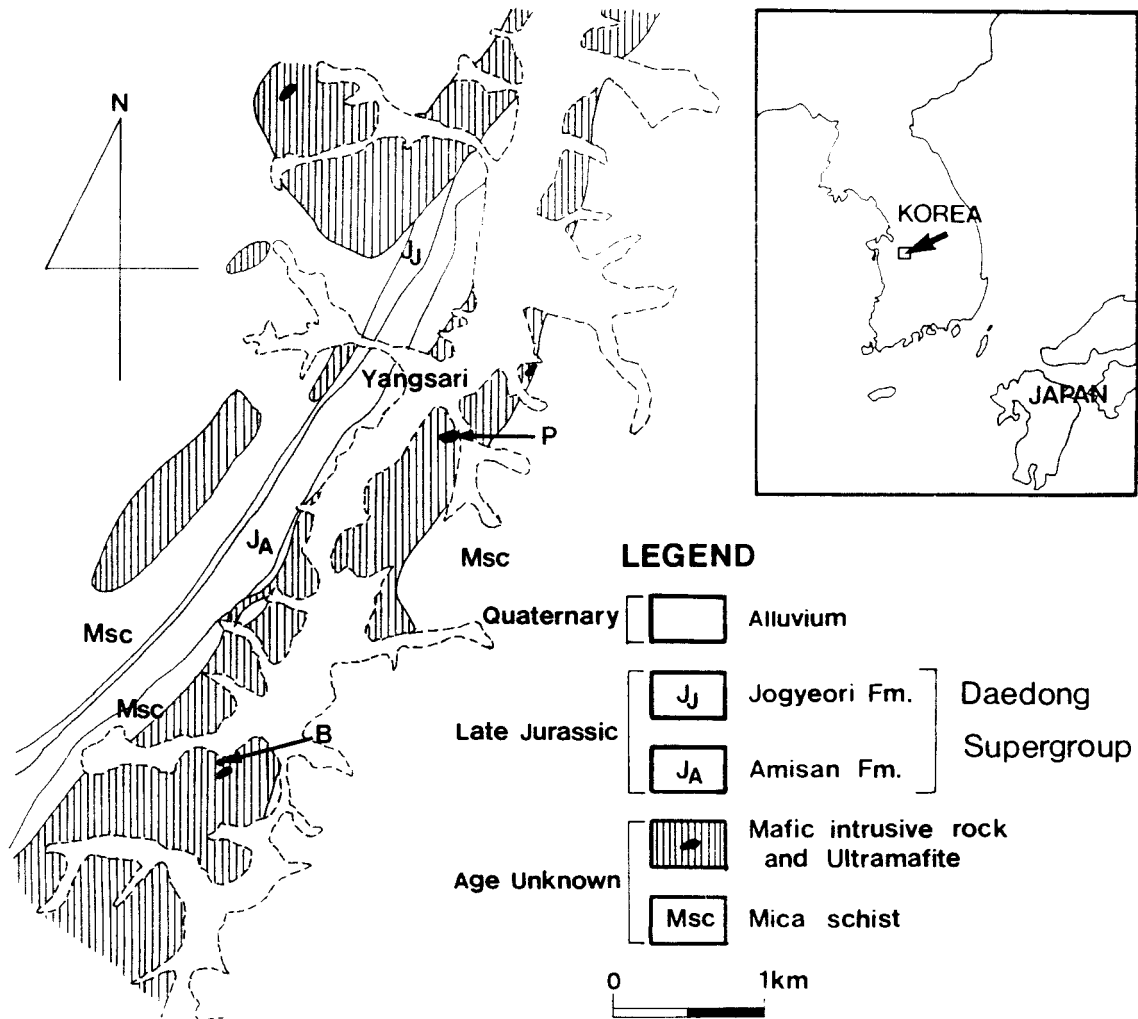 N
KOREA
JAPAN
JJ
Yangsari
P
JA
Msc
Msc
Msc
B
LEGEND
Quaternary
Alluvium
Late Jurassic
JJ
Jogyeori Fm.
JA
Amisan Fm.
Daedong
Supergroup
Age Unknown
Mafic intrusive rock
and Ultramafite
Msc
Mica schist
0
1km